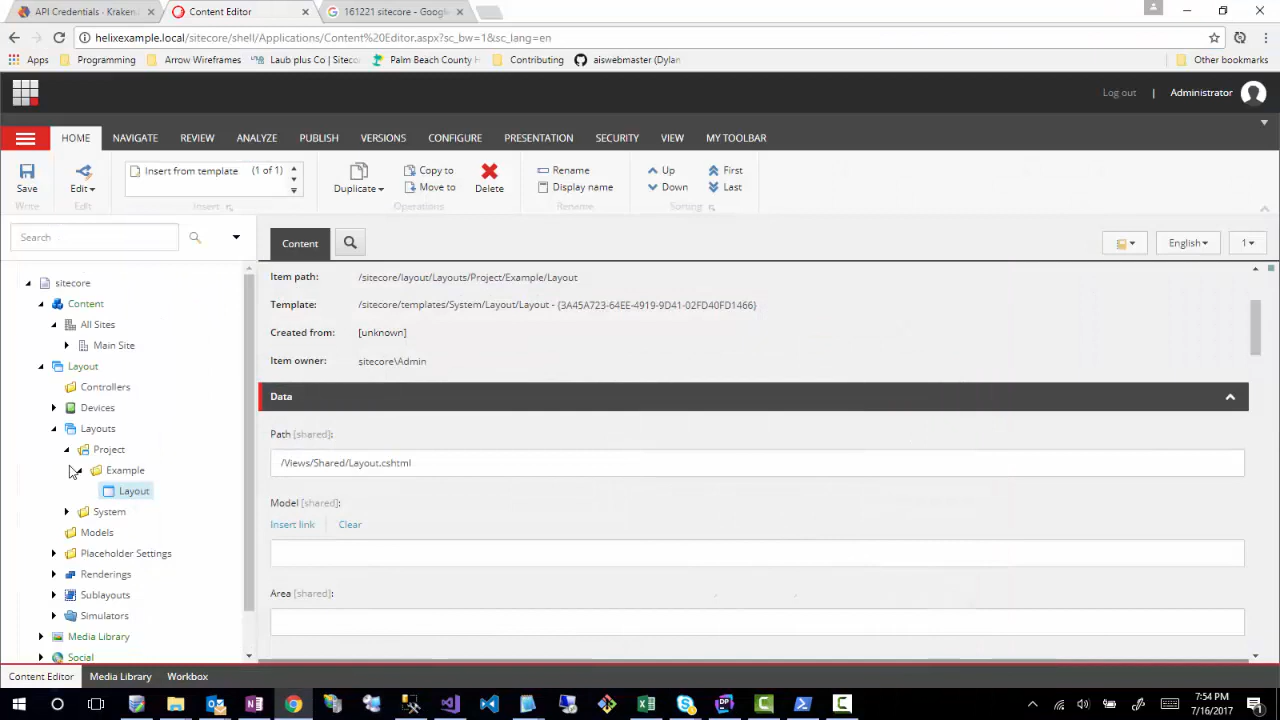 API Credentials - Kraken
Content Editor
161221 sitecore - Google
helixexample.local/sitecore/shell/Applications/Content%20Editor.aspx?sc_bw=1&sc_lang=en
Apps
Programming
Arrow Wireframes
Laub plus Co | Siteco
Palm Beach County H
Contributing
aiswebmaster (Dylan
Other bookmarks
Log out | Administrator
HOME NAVIGATE REVIEW ANALYZE PUBLISH VERSIONS CONFIGURE PRESENTATION SECURITY VIEW MY TOOLBAR
Save
Write
Edit
Edit
Insert from template (1 of 1)
Insert
Duplicate
Copy to
Move to
Delete
Operations
Rename
Display name
Rename
Up
Down
First
Last
Sorting
Search
Content
English
1
sitecore
Content
All Sites
Main Site
Layout
Controllers
Devices
Layouts
Project
Example
Layout
System
Models
Placeholder Settings
Renderings
Sublayouts
Simulators
Media Library
Social
Item path: /sitecore/layout/Layouts/Project/Example/Layout
Template: /sitecore/templates/System/Layout/Layout - {3A45A723-64EE-4919-9D41-02FD40FD1466}
Created from: [unknown]
Item owner: sitecore\Admin
Data
Path [shared]:
/Views/Shared/Layout.cshtml
Model [shared]:
Insert link
Clear
Area [shared]:
Content Editor Media Library Workbox
7:54 PM
7/16/2017